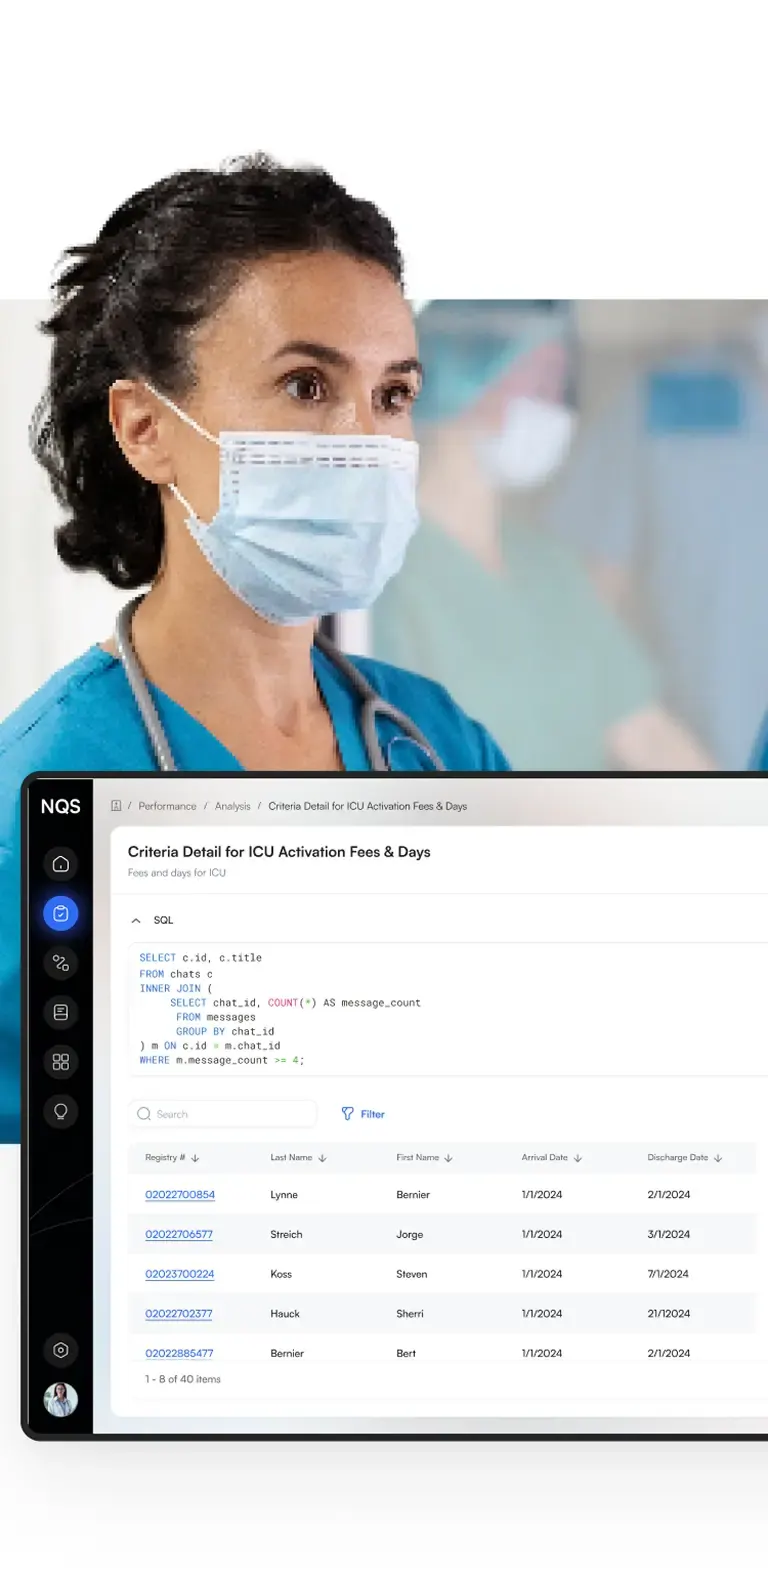 NQS
/ Performance / Analysis / Criteria Detail for ICU Activation Fees & Days
Criteria Detail for ICU Activation Fees & Days
Fees and days for ICU
SQL
SELECT c.id, c.title
FROM chats c
INNER JOIN (
SELECT chat_id, COUNT(*) AS message_count
FROM messages
GROUP BY chat_id
) m ON c.id = m.chat_id
WHERE m.message_count >= 4;
Search Filter
Registry # Last Name First Name Arrival Date Discharge Date
02022700854 Lynne Bernier 1/1/2024 2/1/2024
02022706577 Streich Jorge 1/1/2024 3/1/2024
02023700224 Koss Steven 1/1/2024 7/1/2024
02022702377 Hauck Sherri 1/1/2024 21/12024
02022885477 Bernier Bert 1/1/2024 2/1/2024
1 - 8 of 40 items